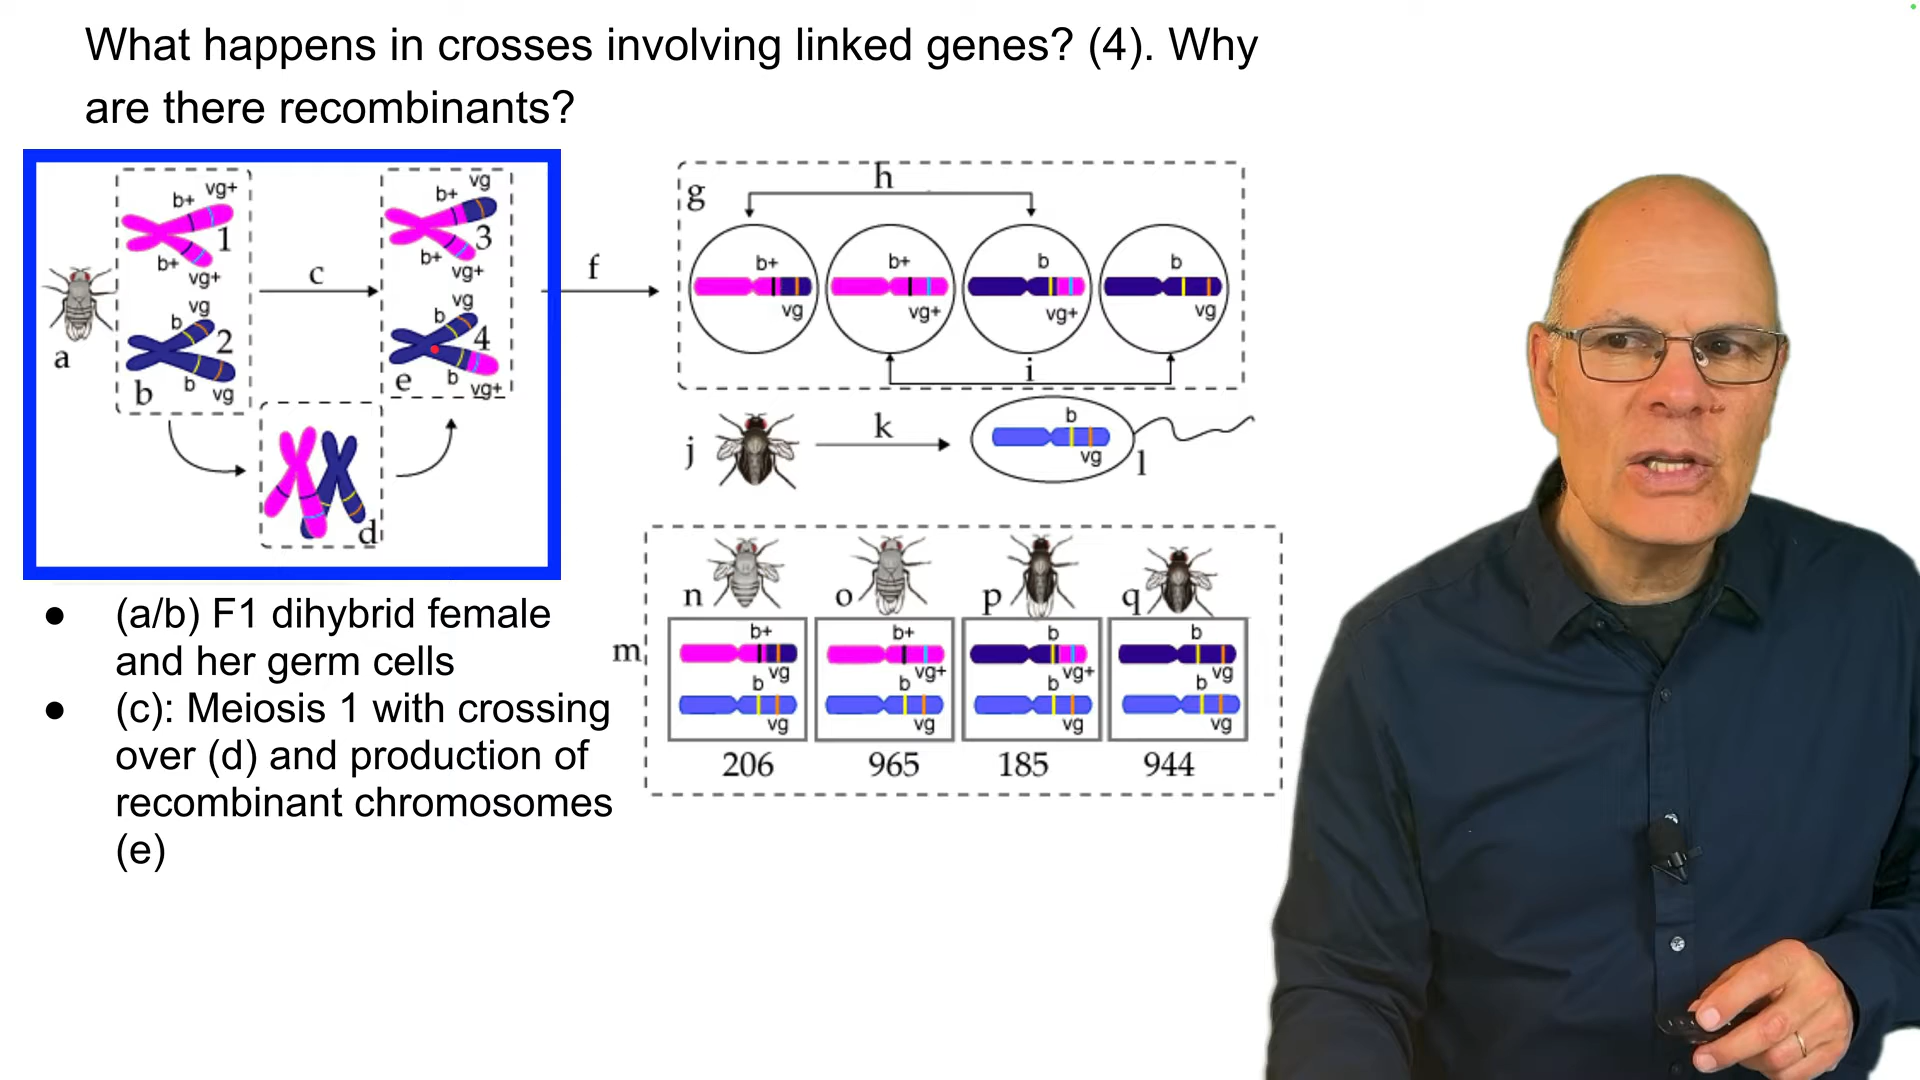 What happens in crosses involving linked genes? (4). Why
are there recombinants?
b+ vg+
1
b+ vg+
a
vg
b 2
b b vg
c
d
vg
b+
3
b+ vg+
vg
b 4
e b vg+
f
g h
b+ b+ b b
vg vg+ vg+ vg
i
j k b
vg l
n o p q
m b+ b+ b b
vg vg+ vg+ vg
b b b b
vg vg vg vg
206 965 185 944
● (a/b) F1 dihybrid female
and her germ cells
● (c): Meiosis 1 with crossing
over (d) and production of
recombinant chromosomes
(e)